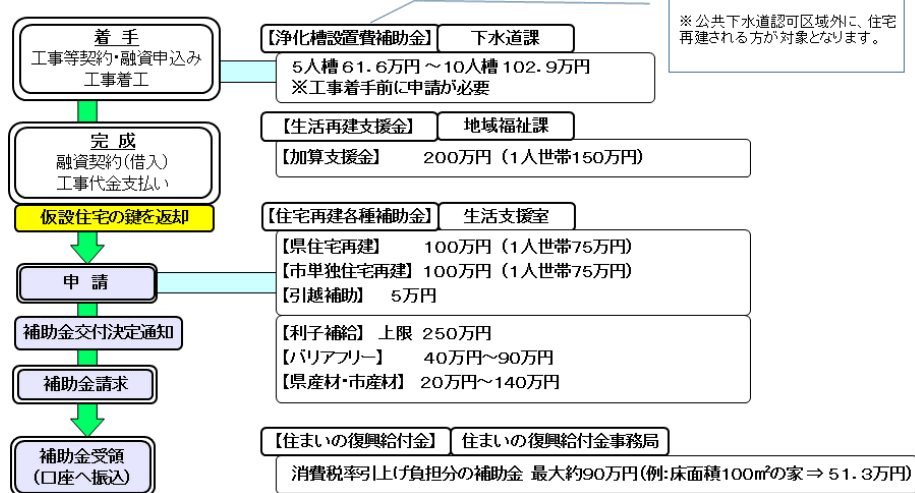 ※公共下水道認可区域外に、住宅
再建される方が対象となります。
着 手
工事等契約・融資申込み
工事着工
【浄化槽設置費補助金】 下水道課
5人槽 61.6万円 ~10人槽 102.9万円
※工事着手前に申請が必要
完 成
融資契約(借入)
工事代金支払い
【生活再建支援金】 地域福祉課
【加算支援金】 200万円 (1人世帯150万円)
仮設住宅の鍵を返却
【住宅再建各種補助金】 生活支援室
【県住宅再建】 100万円 (1人世帯75万円)
【市単独住宅再建】 100万円 (1人世帯75万円)
【引越補助】 5万円
申 請
補助金交付決定通知
【利子補給】 上限 250万円
【バリアフリー】 40万円~90万円
【県産材・市産材】 20万円~140万円
補助金請求
補助金受領
(口座へ振込)
【住まいの復興給付金】 住まいの復興給付金事務局
消費税率引上げ負担分の補助金 最大約90万円(例:床面積100㎡の家 ⇒ 51.3万円)